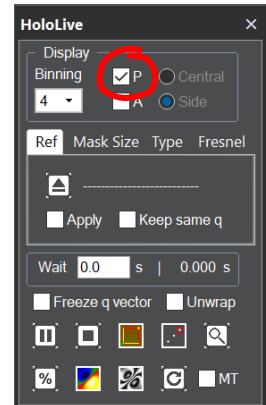 HoloLive ×
Display
Binning P Central
4 A Side
Ref Mask Size Type Fresnel
--------------------------
Apply Keep same q
Wait 0.0 s | 0.000 s
Freeze q vector Unwrap
% % C MT